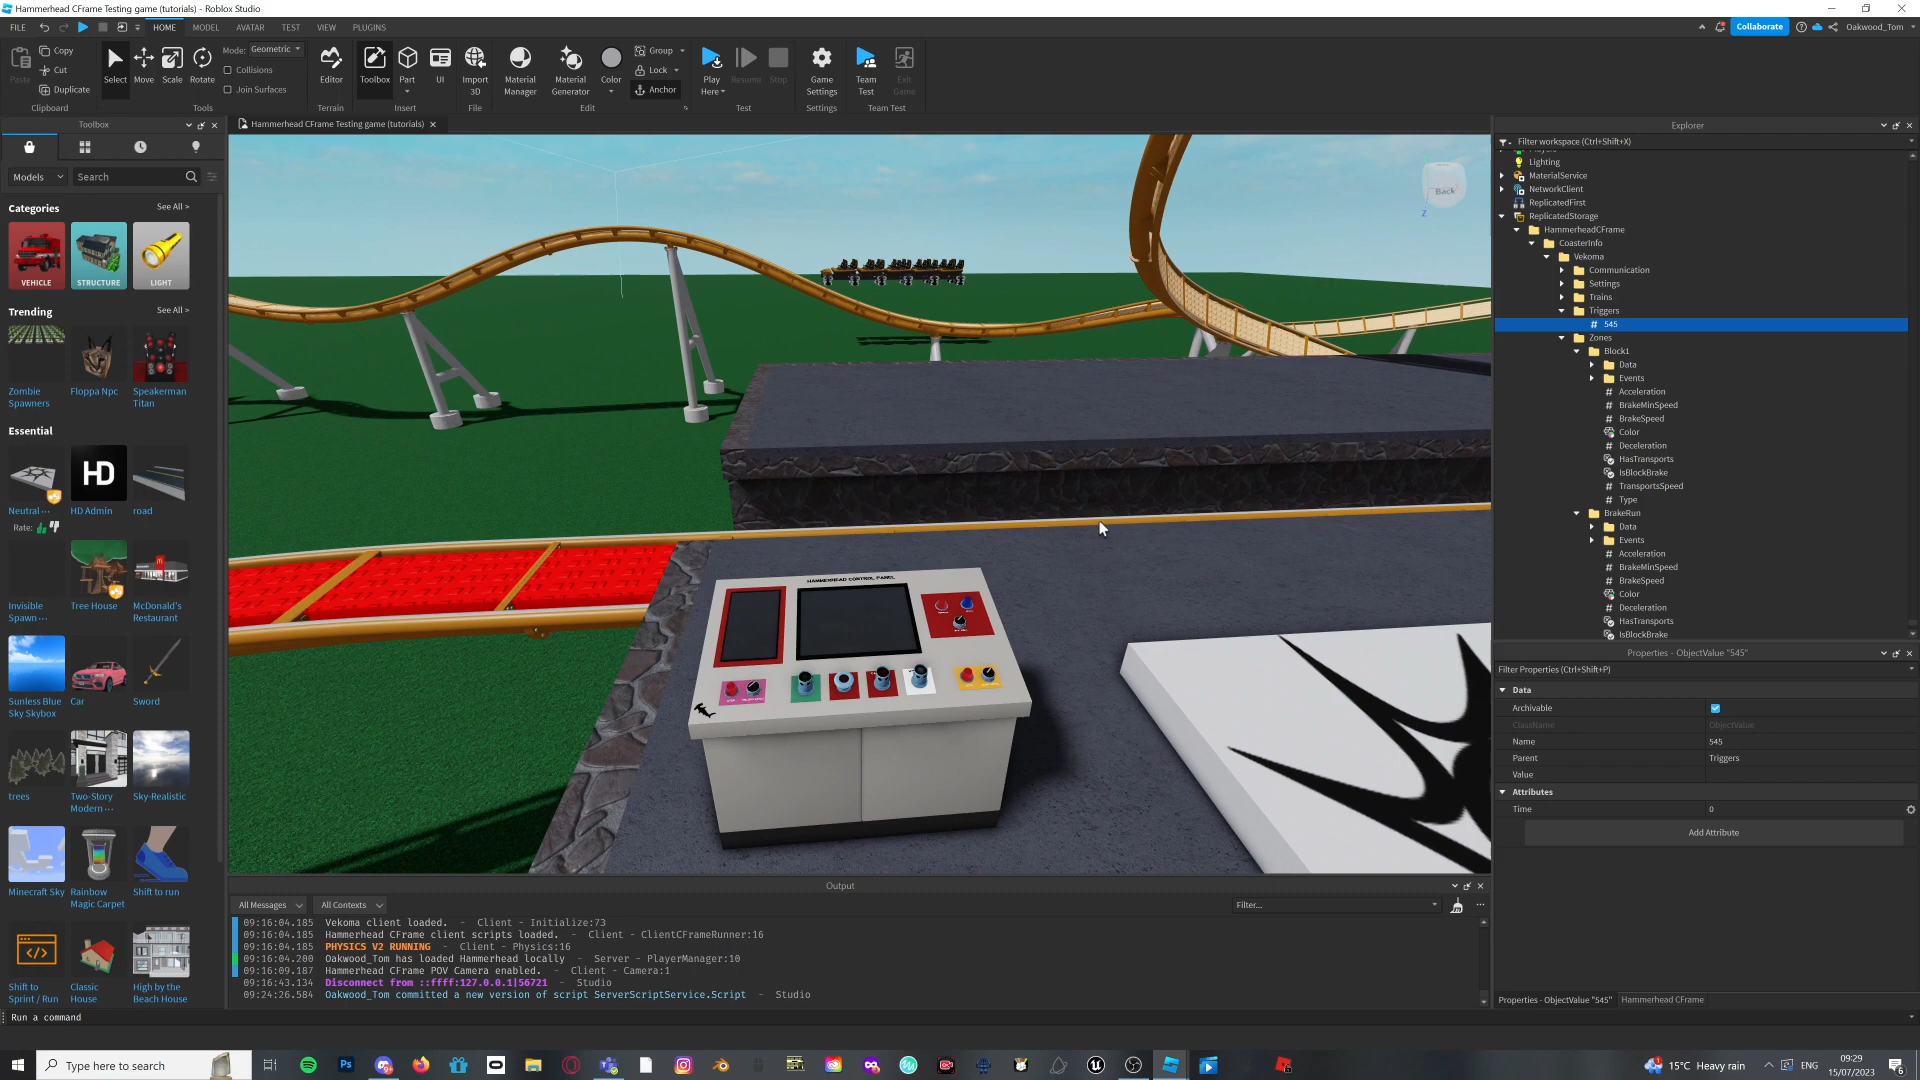 Hammerhead CFrame Testing game (tutorials) - Roblox Studio
FILE HOME MODEL AVATAR TEST VIEW PLUGINS
Collaborate Oakwood_Tom
Paste Copy Cut Duplicate Select Move Scale Rotate Mode: Geometric Collisions Join Surfaces
Editor Toolbox Part UI Import 3D Material Manager Material Generator Color Group Lock Anchor
Play Here Resume Stop Game Settings Team Test Exit Game
Clipboard Tools Terrain Insert File Edit Test Settings Team Test
Toolbox
Hammerhead CFrame Testing game (tutorials)
Models Search
Categories See All >
VEHICLE STRUCTURE LIGHT
Trending See All >
Zombie Spawners
Floppa Npc
Speakerman Titan
Essential
HD
Neutral ...
HD Admin
road
Rate:
Invisible Spawn ...
Tree House
McDonald's Restaurant
Sunless Blue Sky Skybox
Car
Sword
trees
Two-Story Modern ...
Sky-Realistic
Minecraft Sky
Rainbow Magic Carpet
Shift to run
Shift to Sprint / Run
Classic House
High by the Beach House
Back
Z
HAMMERHEAD CONTROL PANEL
Output
All Messages All Contexts Filter...
09:16:04.185 Vekoma client loaded. - Client - Initialize:73
09:16:04.185 Hammerhead CFrame client scripts loaded. - Client - ClientCFrameRunner:16
09:16:04.185 PHYSICS V2 RUNNING - Client - Physics:16
09:16:04.200 Oakwood_Tom has loaded Hammerhead locally - Server - PlayerManager:10
09:16:09.187 Hammerhead CFrame POV Camera enabled. - Client - Camera:1
09:16:43.134 Disconnect from ::ffff:127.0.0.1|56721 - Studio
09:24:26.584 Oakwood_Tom committed a new version of script ServerScriptService.Script - Studio
Run a command
Explorer
Filter workspace (Ctrl+Shift+X)
Lighting
MaterialService
NetworkClient
ReplicatedFirst
ReplicatedStorage
HammerheadCFrame
CoasterInfo
Vekoma
Communication
Settings
Trains
Triggers
545
Zones
Block1
Data
Events
Acceleration
BrakeMinSpeed
BrakeSpeed
Color
Deceleration
HasTransports
IsBlockBrake
TransportsSpeed
Type
BrakeRun
Data
Events
Acceleration
BrakeMinSpeed
BrakeSpeed
Color
Deceleration
HasTransports
IsBlockBrake
Properties - ObjectValue "545"
Filter Properties (Ctrl+Shift+P)
Data
Archivable
ClassName ObjectValue
Name 545
Parent Triggers
Value
Attributes
Time 0
Add Attribute
Properties - ObjectValue "545" Hammerhead CFrame
Type here to search
15°C Heavy rain ENG
09:29
15/07/2023